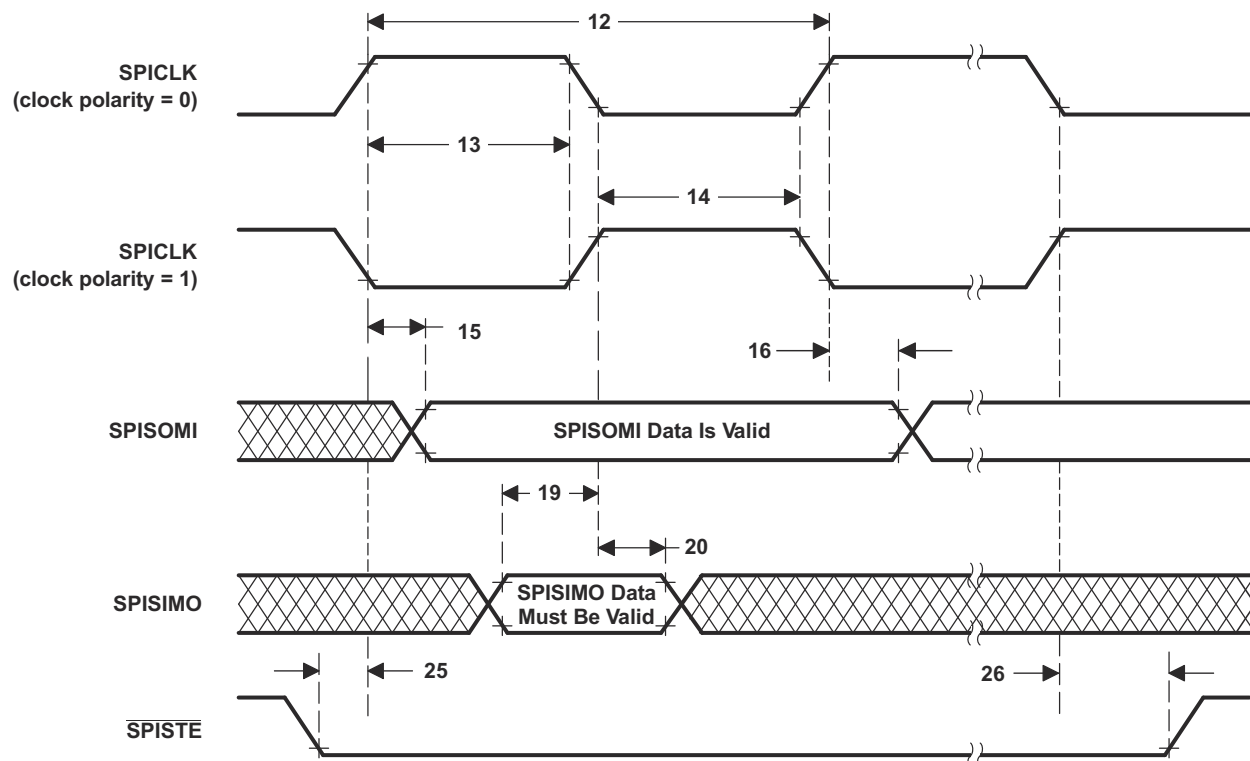 12
SPICLK
(clock polarity = 0)
13
14
SPICLK
(clock polarity = 1)
15
16
SPISOMI
SPISOMI Data Is Valid
19
20
SPISIMO
SPISIMO Data
Must Be Valid
25
26
SPISTE